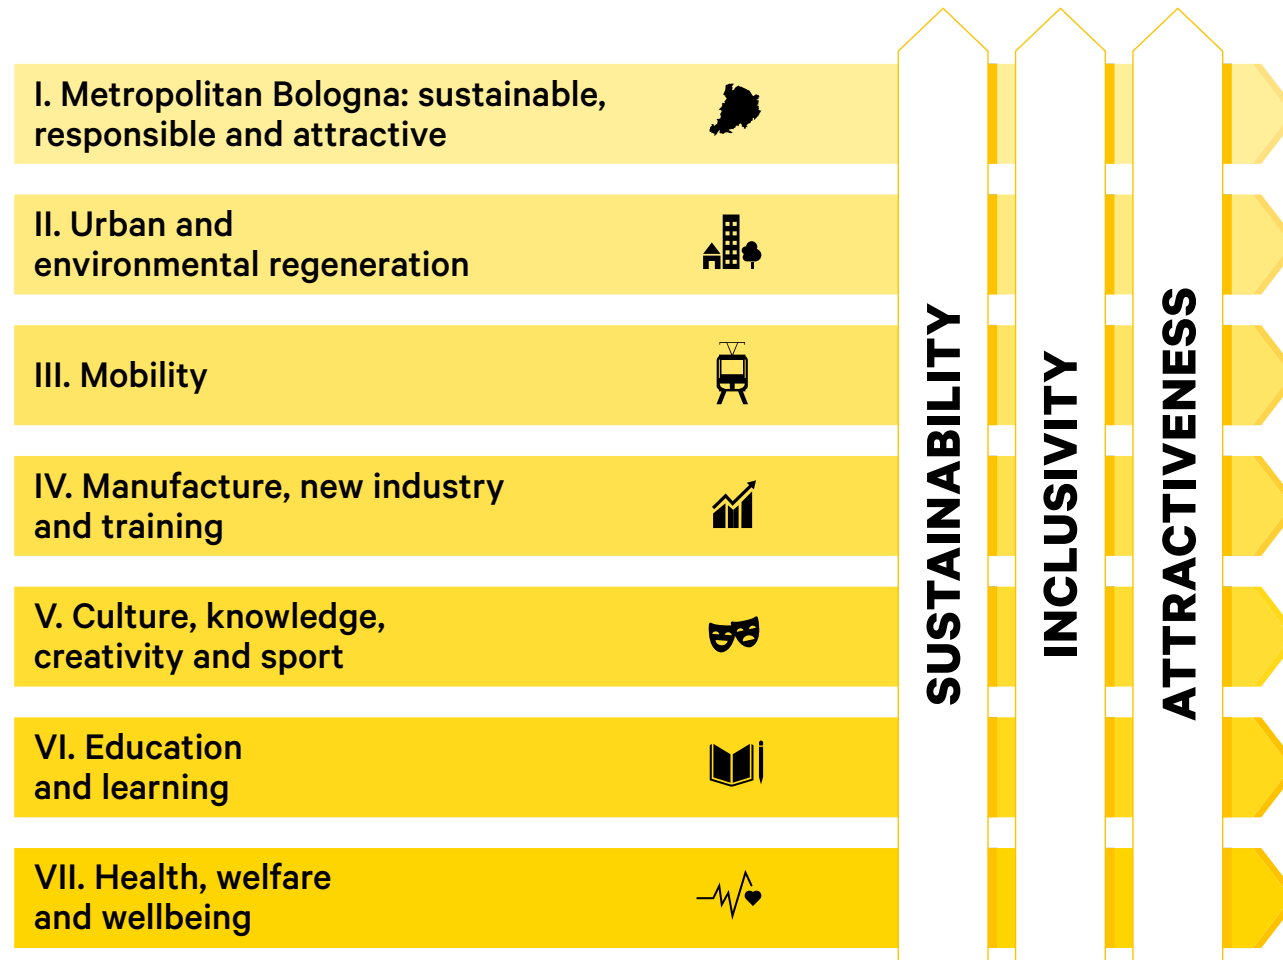 I. Metropolitan Bologna: sustainable,
responsible and attractive
II. Urban and
environmental regeneration
III. Mobility
IV. Manufacture, new industry
and training
V. Culture, knowledge,
creativity and sport
VI. Education
and learning
VII. Health, welfare
and wellbeing
SUSTAINABILITY
INCLUSIVITY
ATTRACTIVENESS